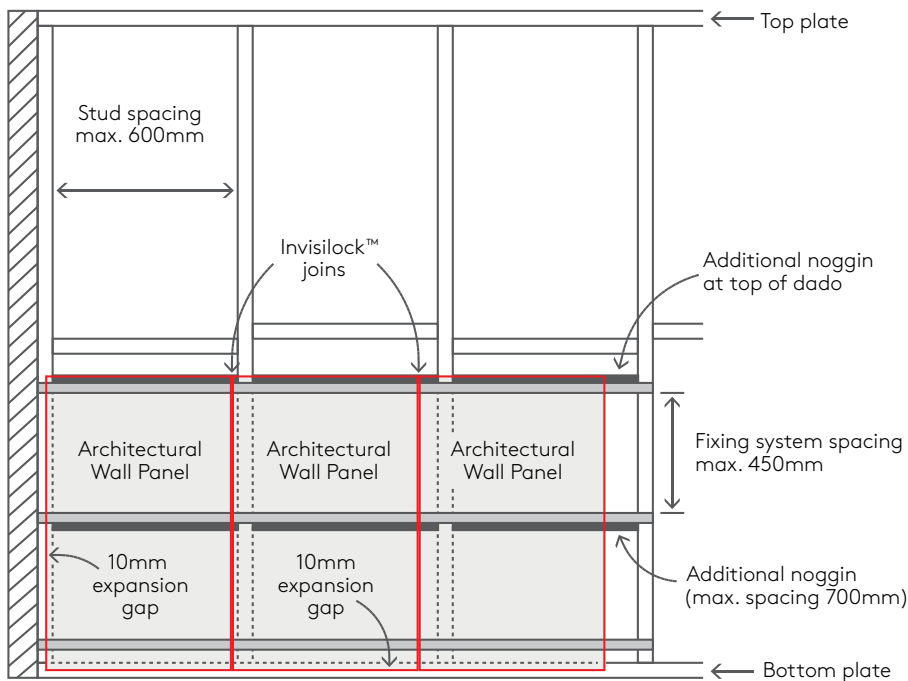 Top plate
Stud spacing
max. 600mm
Invisilock™
joins
Additional noggin
at top of dado
Architectural
Wall Panel
Architectural
Wall Panel
Architectural
Wall Panel
Fixing system spacing
max. 450mm
10mm
expansion
gap
10mm
expansion
gap
Additional noggin
(max. spacing 700mm)
Bottom plate